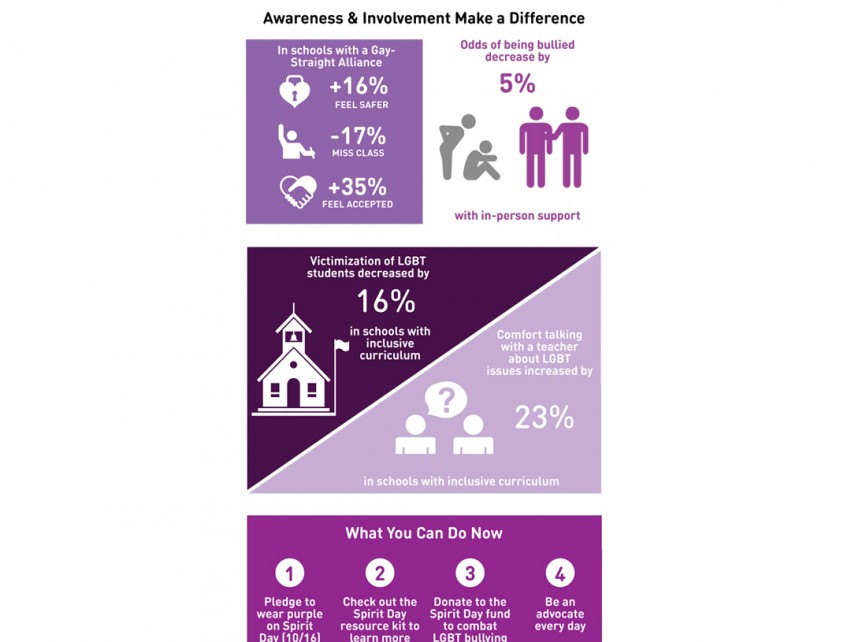 Awareness & Involvement Make a Difference
In schools with a Gay-
Straight Alliance
+16%
FEEL SAFER
-17%
MISS CLASS
+35%
FEEL ACCEPTED
Odds of being bullied
decrease by
5%
with in-person support
Victimization of LGBT
students decreased by
16%
in schools with
inclusive
curriculum
Comfort talking
with a teacher
about LGBT
issues increased by
?
23%
in schools with inclusive curriculum
What You Can Do Now
1
Pledge to
wear purple
on Spirit
Day (10/16)
2
Check out the
Spirit Day
resource kit to
learn more
3
Donate to the
Spirit Day fund
to combat
LGBT bullying
4
Be an
advocate
every day